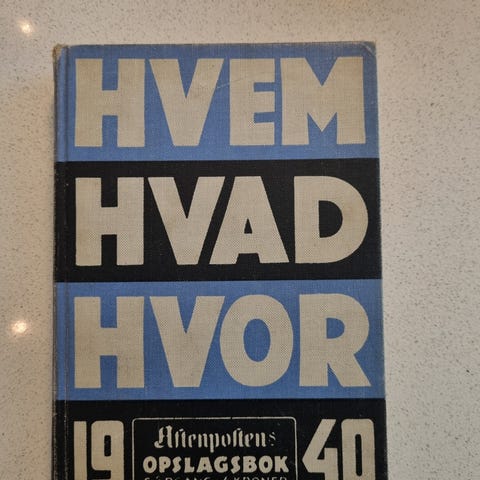 HVEM
HVAD
HVOR
19 Aftenpostens 40
OPSLAGSBOK